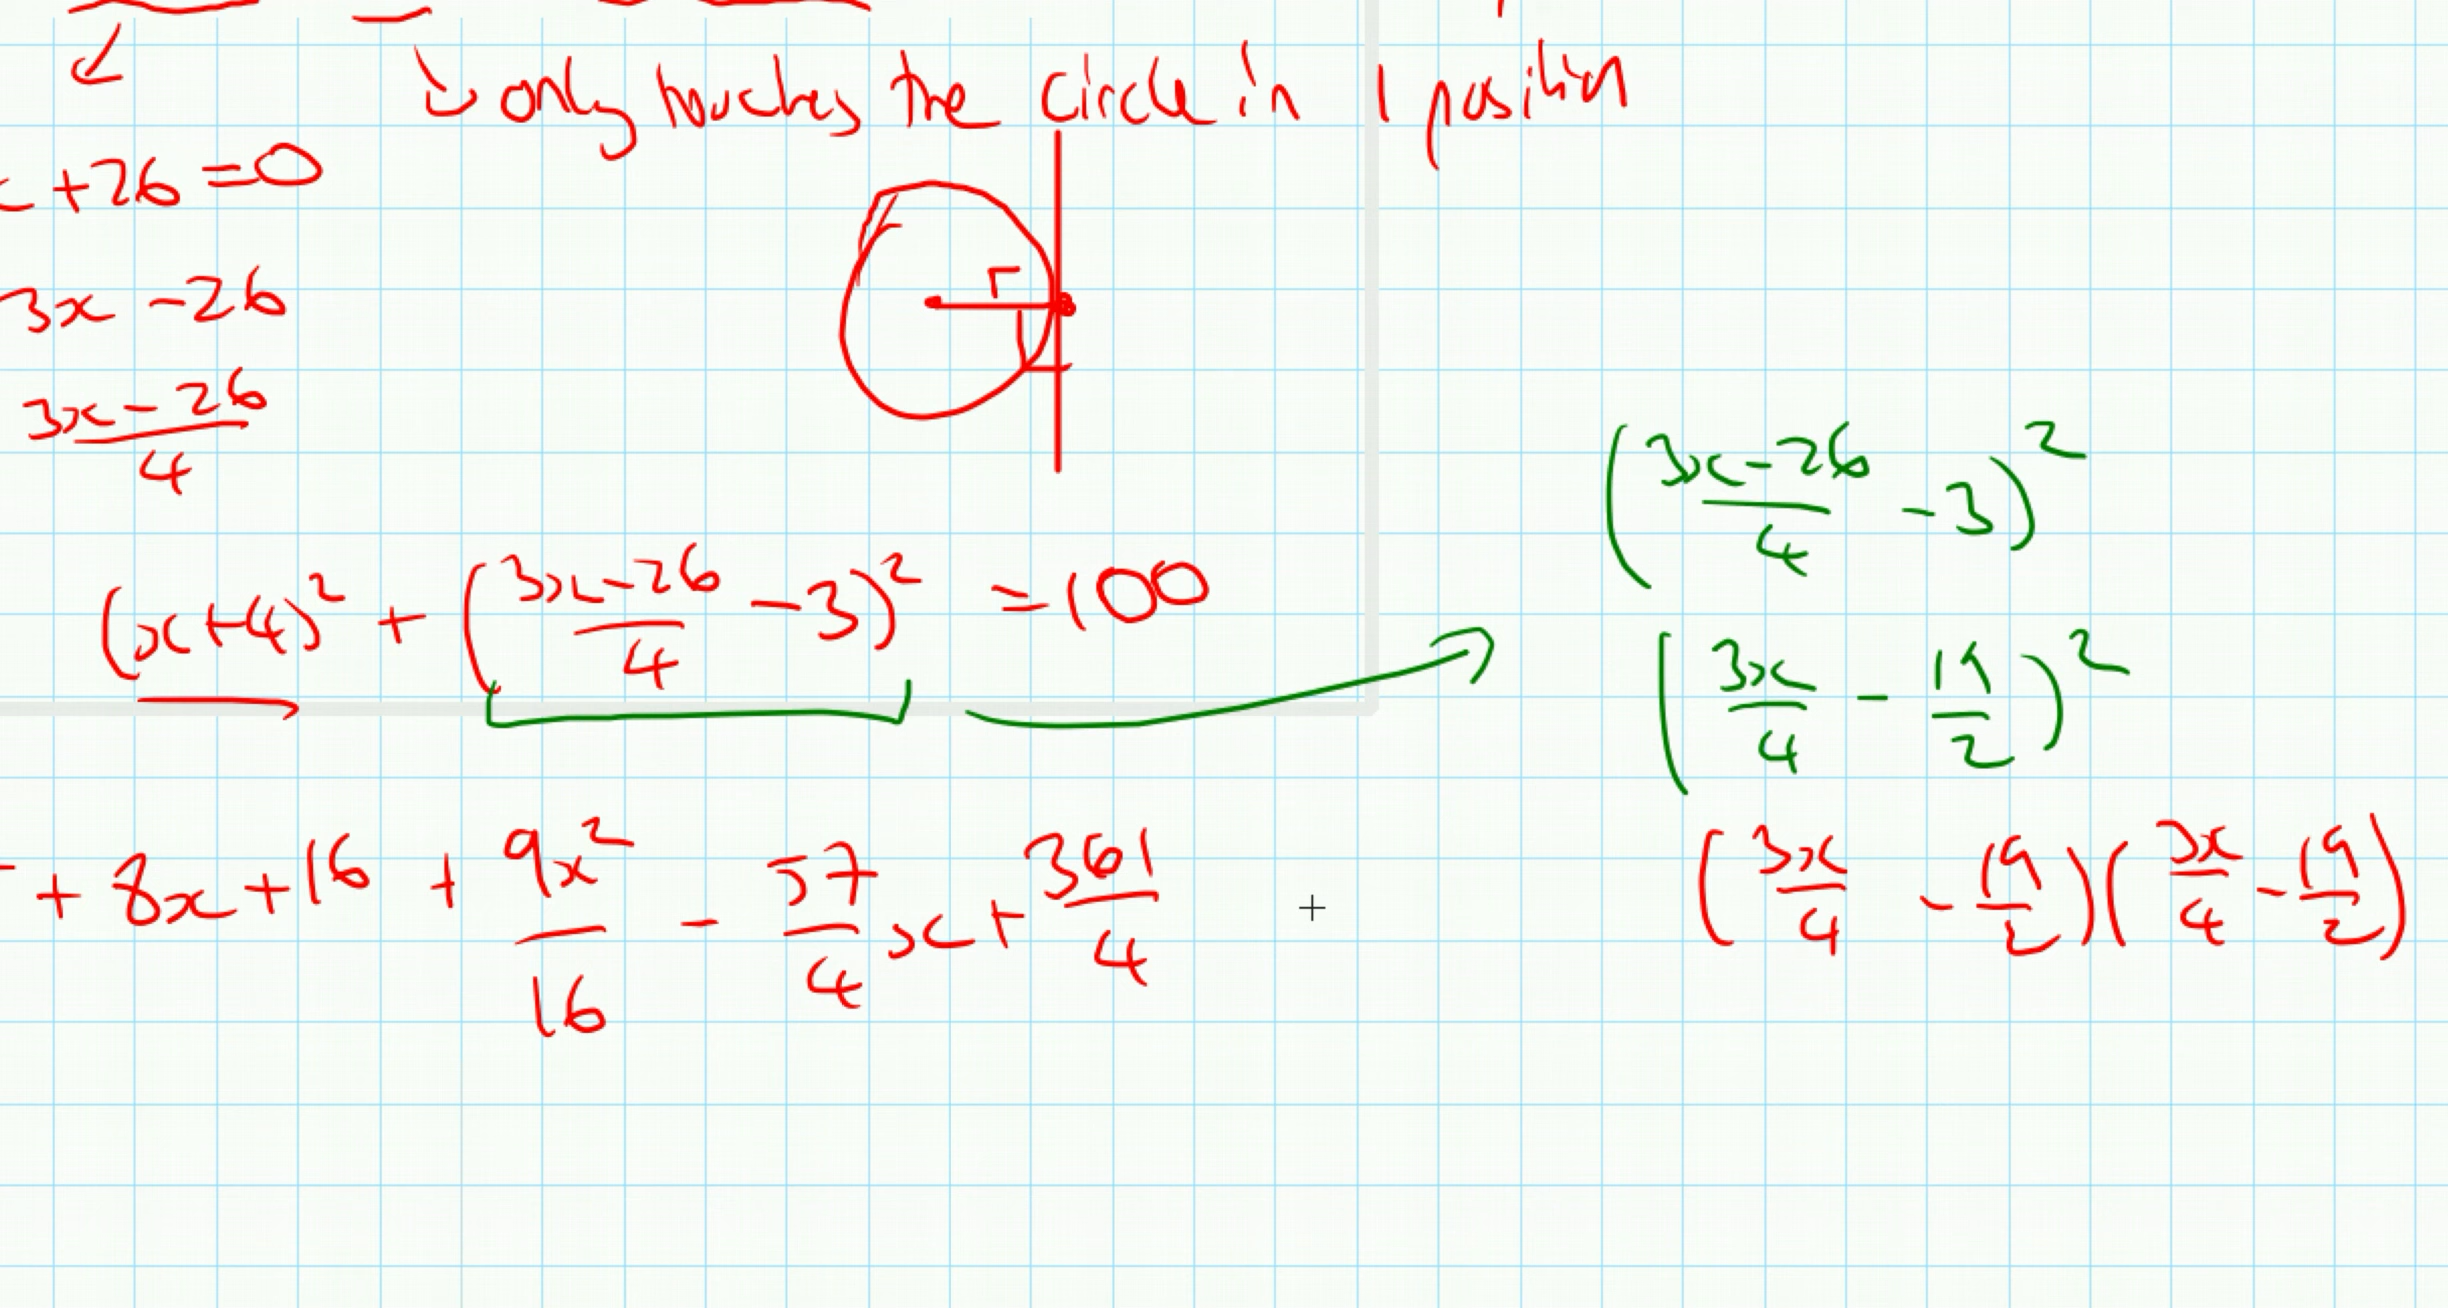 only touches the circle in 1 position
+26 =0
3x -26
r
3x-26/4
(3x-26/4 -3)²
(x+4)² + (3x-26/4 -3)² =100
(3x/4 - 19/2)²
+ 8x+16 + 9x²/16 - 57/4 x + 361/4
(3x/4 - 19/2)(3x/4 - 19/2)